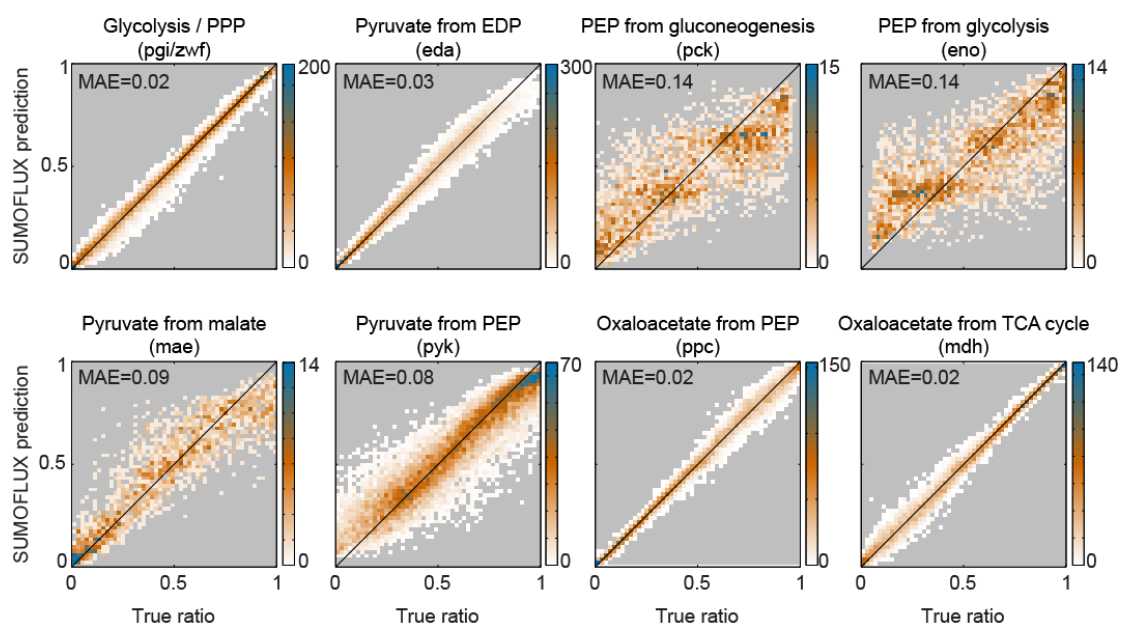 Glycolysis / PPP
(pgi/zwf)
Pyruvate from EDP
(eda)
PEP from gluconeogenesis
(pck)
PEP from glycolysis
(eno)
SUMOFLUX prediction
1
0.5
0
MAE=0.02
200
0
MAE=0.03
300
0
MAE=0.14
15
0
MAE=0.14
14
0
Pyruvate from malate
(mae)
Pyruvate from PEP
(pyk)
Oxaloacetate from PEP
(ppc)
Oxaloacetate from TCA cycle
(mdh)
SUMOFLUX prediction
1
0.5
0
MAE=0.09
14
0
MAE=0.08
70
0
MAE=0.02
150
0
MAE=0.02
140
0
0 0.5 1
0 0.5 1
0 0.5 1
0 0.5 1
True ratio
True ratio
True ratio
True ratio